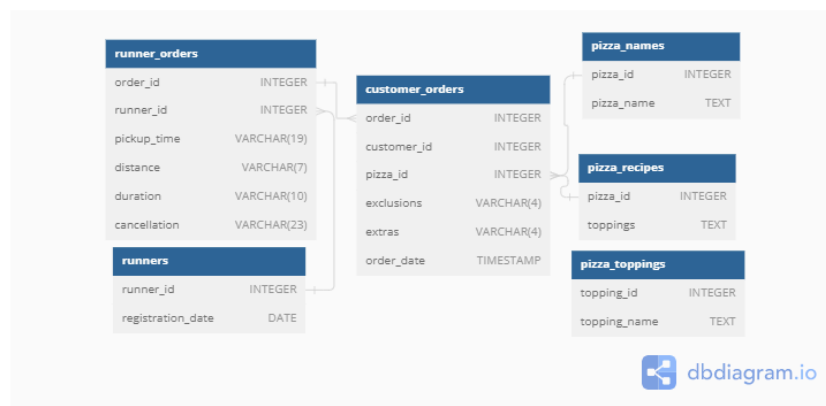 runner_orders
order_id INTEGER
runner_id INTEGER
pickup_time VARCHAR(19)
distance VARCHAR(7)
duration VARCHAR(10)
cancellation VARCHAR(23)
runners
runner_id INTEGER
registration_date DATE
customer_orders
order_id INTEGER
customer_id INTEGER
pizza_id INTEGER
exclusions VARCHAR(4)
extras VARCHAR(4)
order_date TIMESTAMP
pizza_names
pizza_id INTEGER
pizza_name TEXT
pizza_recipes
pizza_id INTEGER
toppings TEXT
pizza_toppings
topping_id INTEGER
topping_name TEXT
dbdiagram.io